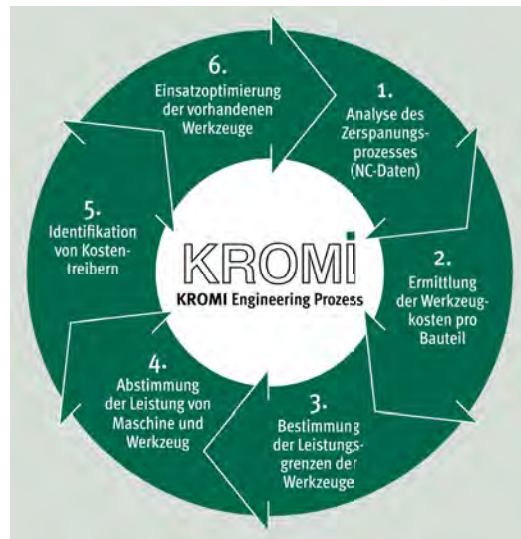 1.
Analyse des
Zerspanungs-
prozesses
(NC-Daten)
2.
Ermittlung
der Werkzeug-
kosten pro
Bauteil
3.
Bestimmung
der Leistungs-
grenzen der
Werkzeuge
4.
Abstimmung
der Leistung von
Maschine und
Werkzeug
5.
Identifikation
von Kosten-
treibern
6.
Einsatzoptimierung
der vorhandenen
Werkzeuge
KROMi
KROMI Engineering Prozess